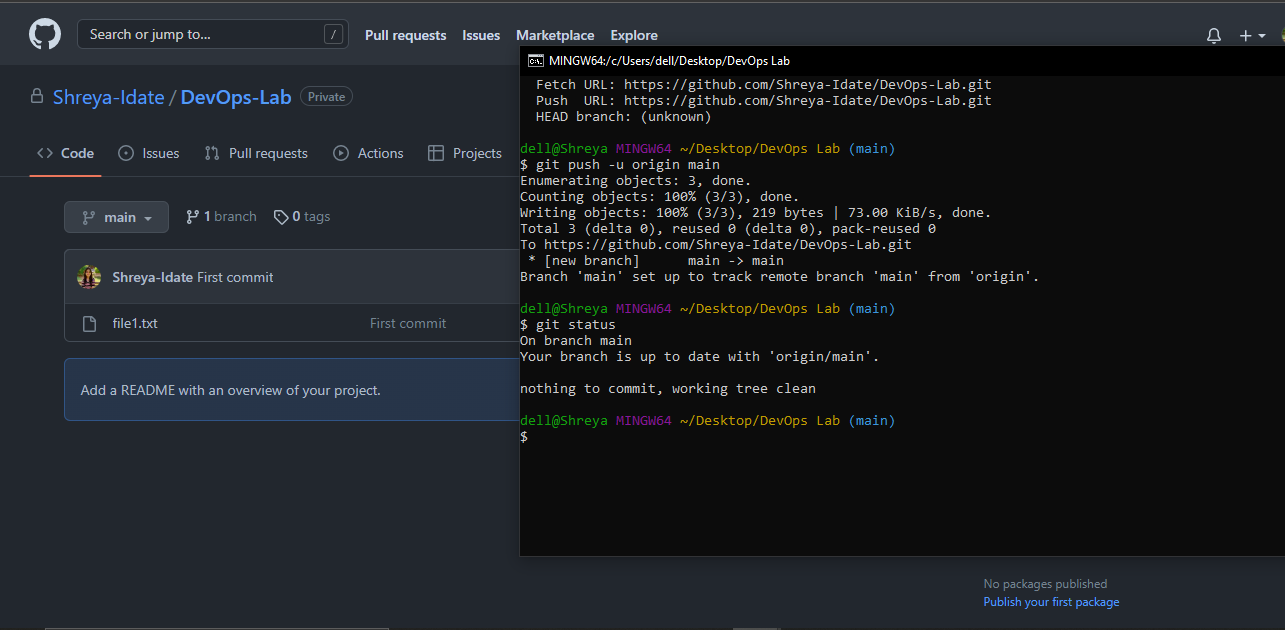 Search or jump to... /
Pull requests Issues Marketplace Explore
Shreya-Idate / DevOps-Lab Private
Code Issues Pull requests Actions Projects
main 1 branch 0 tags
Shreya-Idate First commit
file1.txt First commit
Add a README with an overview of your project.
MINGW64:/c/Users/dell/Desktop/DevOps Lab
Fetch URL: https://github.com/Shreya-Idate/DevOps-Lab.git
Push  URL: https://github.com/Shreya-Idate/DevOps-Lab.git
HEAD branch: (unknown)
dell@Shreya MINGW64 ~/Desktop/DevOps Lab (main)
$ git push -u origin main
Enumerating objects: 3, done.
Counting objects: 100% (3/3), done.
Writing objects: 100% (3/3), 219 bytes | 73.00 KiB/s, done.
Total 3 (delta 0), reused 0 (delta 0), pack-reused 0
To https://github.com/Shreya-Idate/DevOps-Lab.git
* [new branch]      main -> main
Branch 'main' set up to track remote branch 'main' from 'origin'.
dell@Shreya MINGW64 ~/Desktop/DevOps Lab (main)
$ git status
On branch main
Your branch is up to date with 'origin/main'.
nothing to commit, working tree clean
dell@Shreya MINGW64 ~/Desktop/DevOps Lab (main)
$
No packages published
Publish your first package